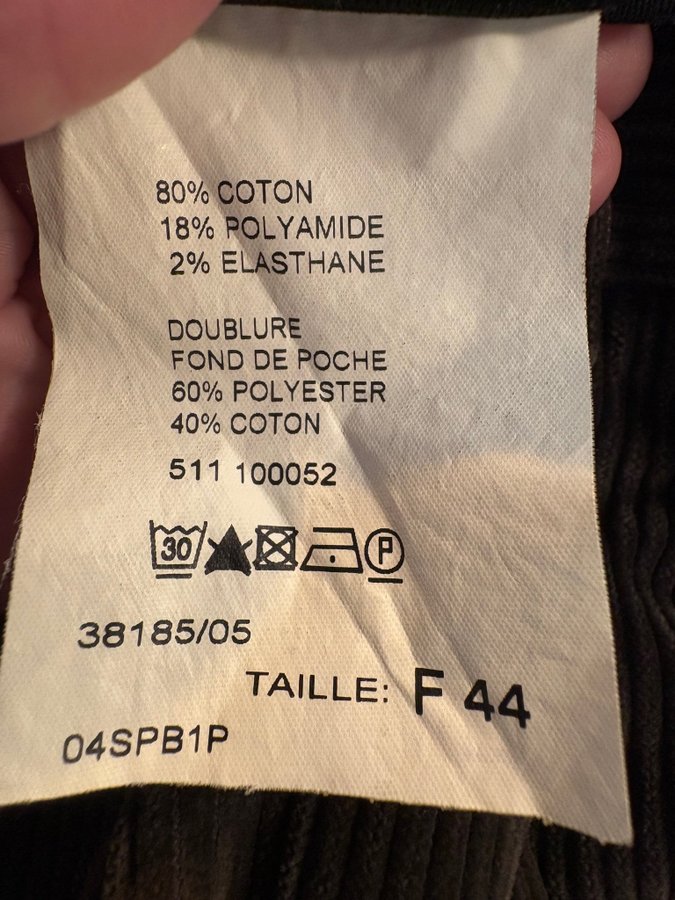 80% COTON
18% POLYAMIDE
2% ELASTHANE
DOUBLURE
FOND DE POCHE
60% POLYESTER
40% COTON
511 100052
30 P
38185/05
TAILLE: F 44
04SPB1P